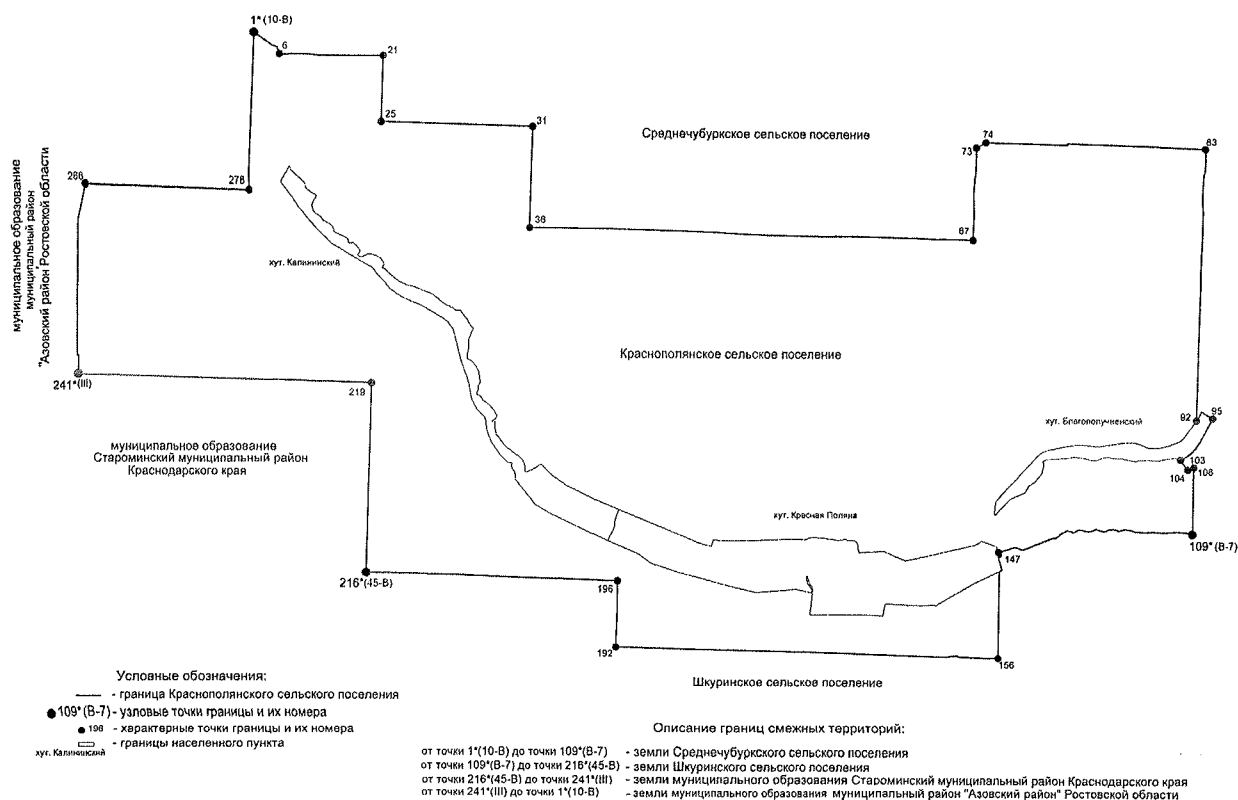 1*(10-В)
6
21
25
31
Среднечубуркское сельское поселение
74
73
83
муниципальное образование
муниципальный район
"Азовский район" Ростовской области
286
278
36
67
хут. Калининский
Краснополянское сельское поселение
241*(III)
219
92
95
хут. Благополученский
муниципальное образование
Староминский муниципальный район
Краснодарского края
103
104
108
хут. Красная Поляна
109*(В-7)
147
216*(45-В)
196
192
156
Шкуринское сельское поселение
Условные обозначения:
- граница Краснополянского сельского поселения
109*(В-7) - узловые точки границы и их номера
196 - характерные точки границы и их номера
хут. Калининский - границы населенного пункта
Описание границ смежных территорий:
от точки 1*(10-В) до точки 109*(В-7) - земли Среднечубуркского сельского поселения
от точки 109*(В-7) до точки 216*(45-В) - земли Шкуринского сельского поселения
от точки 216*(45-В) до точки 241*(III) - земли муниципального образования Староминский муниципальный район Краснодарского края
от точки 241*(III) до точки 1*(10-В) - земли муниципального образования муниципальный район "Азовский район" Ростовской области